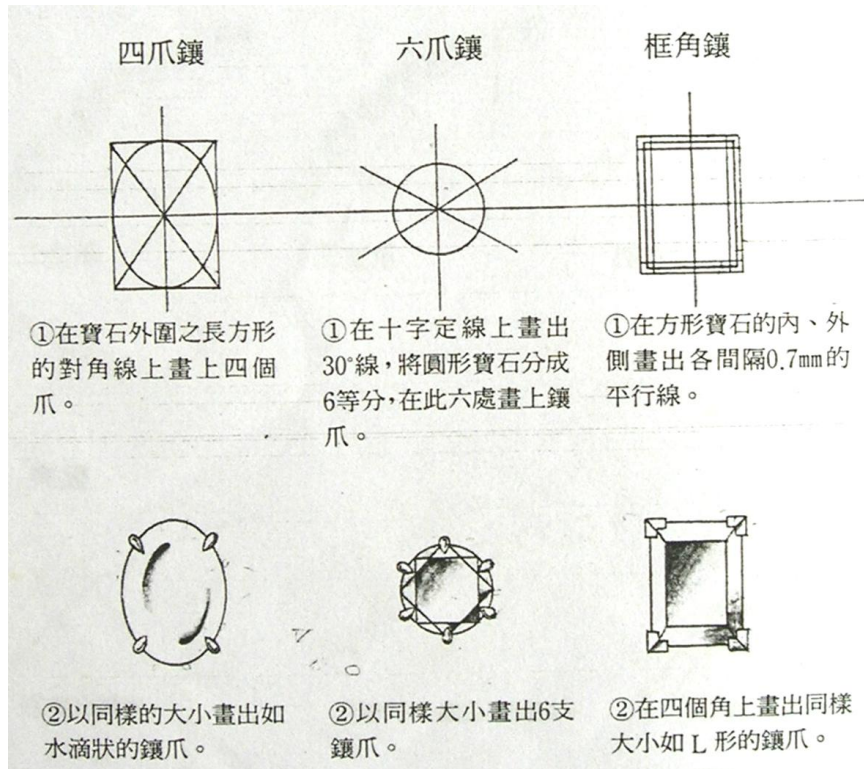 四爪鑲
六爪鑲
框角鑲
①在寶石外圍之長方形
的對角線上畫上四個
爪。
①在十字定線上畫出
30°線，將圓形寶石分成
6等分，在此六處畫上鑲
爪。
①在方形寶石的內、外
側畫出各間隔0.7mm的
平行線。
②以同樣的大小畫出如
水滴狀的鑲爪。
②以同樣大小畫出6支
鑲爪。
②在四個角上畫出同樣
大小如L形的鑲爪。